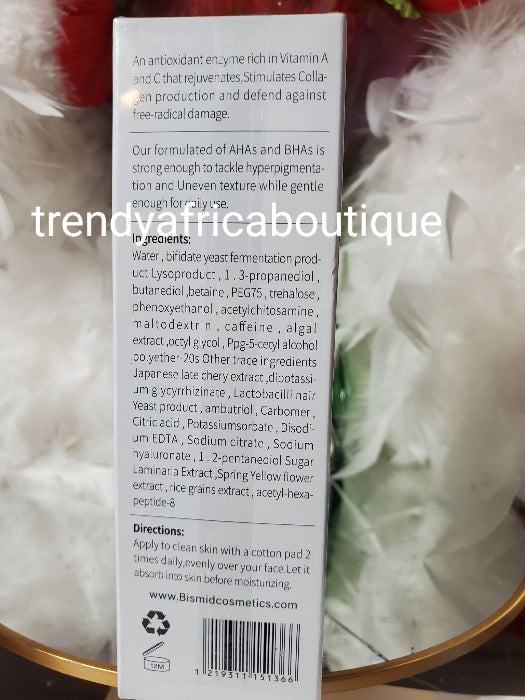 An antioxidant enzyme rich in Vitamin A
and C that rejuvenates,Stimulates Colla-
gen production and defend against
free-radical damage.
Our formulated of AHAs and BHAs is
strong enough to tackle hyperpigmenta-
tion and Uneven texture while gentle
enough for daily use.
trendyafricaboutique
Ingredients:
Water , bifidate yeast fermentation prod-
uct Lysoproduct , 1 . 3-propanediol ,
butanediol ,betaine , PEG75 , trehalose ,
phenoxyethanol , acetylchitosamine ,
maltodextrin , caffeine , algal
extract ,octyl glycol , Ppg-5-cetyl alcohol
polyether-20s Other trace ingredients
Japanese late chery extract ,dipotassi-
um glycyrrhizinate , Lactobacilli nair
Yeast product , ambutriol , Carbomer ,
Citric acid , Potassiumsorbate , Disodi-
um EDTA , Sodium citrate , Sodium
hyaluronate , 1 . 2-pentanediol Sugar
Laminaria Extract ,Spring Yellow flower
extract , rice grains extract , acetyl-hexa-
peptide-8
Directions:
Apply to clean skin with a cotton pad 2
times daily,evenly over your face.Let it
absorb into skin before moisturizing.
www.Bismidcosmetics.com
12M
1 219311 151366